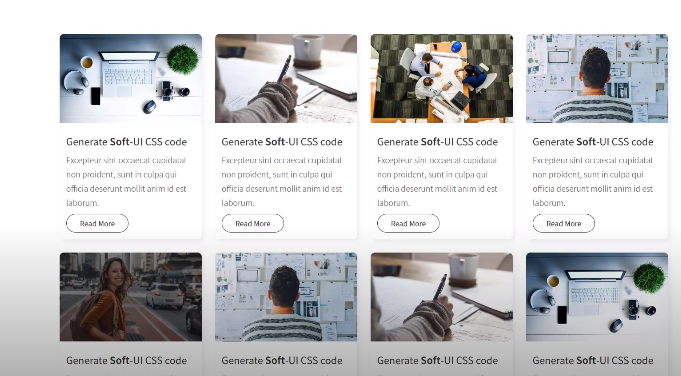 Generate Soft-UI CSS code
Excepteur sint occaecat cupidatat
non proident, sunt in culpa qui
officia deserunt mollit anim id est
laborum.
Read More
Generate Soft-UI CSS code
Excepteur sint occaecat cupidatat
non proident, sunt in culpa qui
officia deserunt mollit anim id est
laborum.
Read More
Generate Soft-UI CSS code
Excepteur sint occaecat cupidatat
non proident, sunt in culpa qui
officia deserunt mollit anim id est
laborum.
Read More
Generate Soft-UI CSS code
Excepteur sint occaecat cupidatat
non proident, sunt in culpa qui
officia deserunt mollit anim id est
laborum.
Read More
Generate Soft-UI CSS code
Generate Soft-UI CSS code
Generate Soft-UI CSS code
Generate Soft-UI CSS code